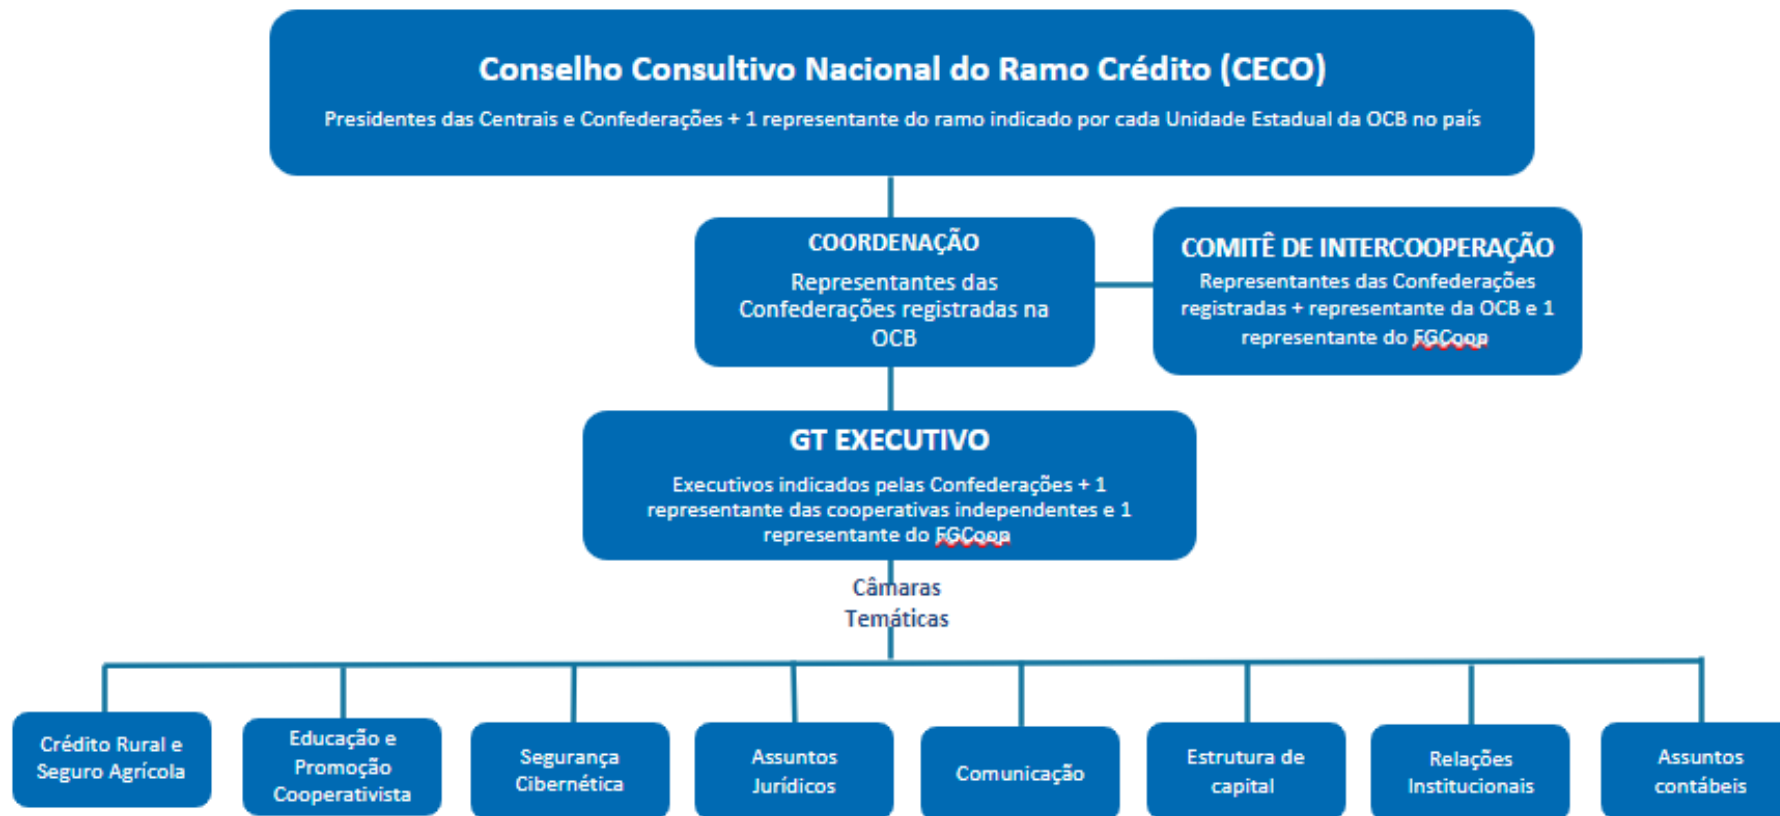 Conselho Consultivo Nacional do Ramo Crédito (CECO)
Presidentes das Centrais e Confederações + 1 representante do ramo indicado por cada Unidade Estadual da OCB no país
COORDENAÇÃO
Representantes das
Confederações registradas na
OCB
COMITÊ DE INTERCOOPERAÇÃO
Representantes das Confederações
registradas + representante da OCB e 1
representante do FGCoop
GT EXECUTIVO
Executivos indicados pelas Confederações + 1
representante das cooperativas independentes e 1
representante do FGCoop
Câmaras
Temáticas
Crédito Rural e
Seguro Agrícola
Educação e
Promoção
Cooperativista
Segurança
Cibernética
Assuntos
Jurídicos
Comunicação
Estrutura de
capital
Relações
Institucionais
Assuntos
contábeis